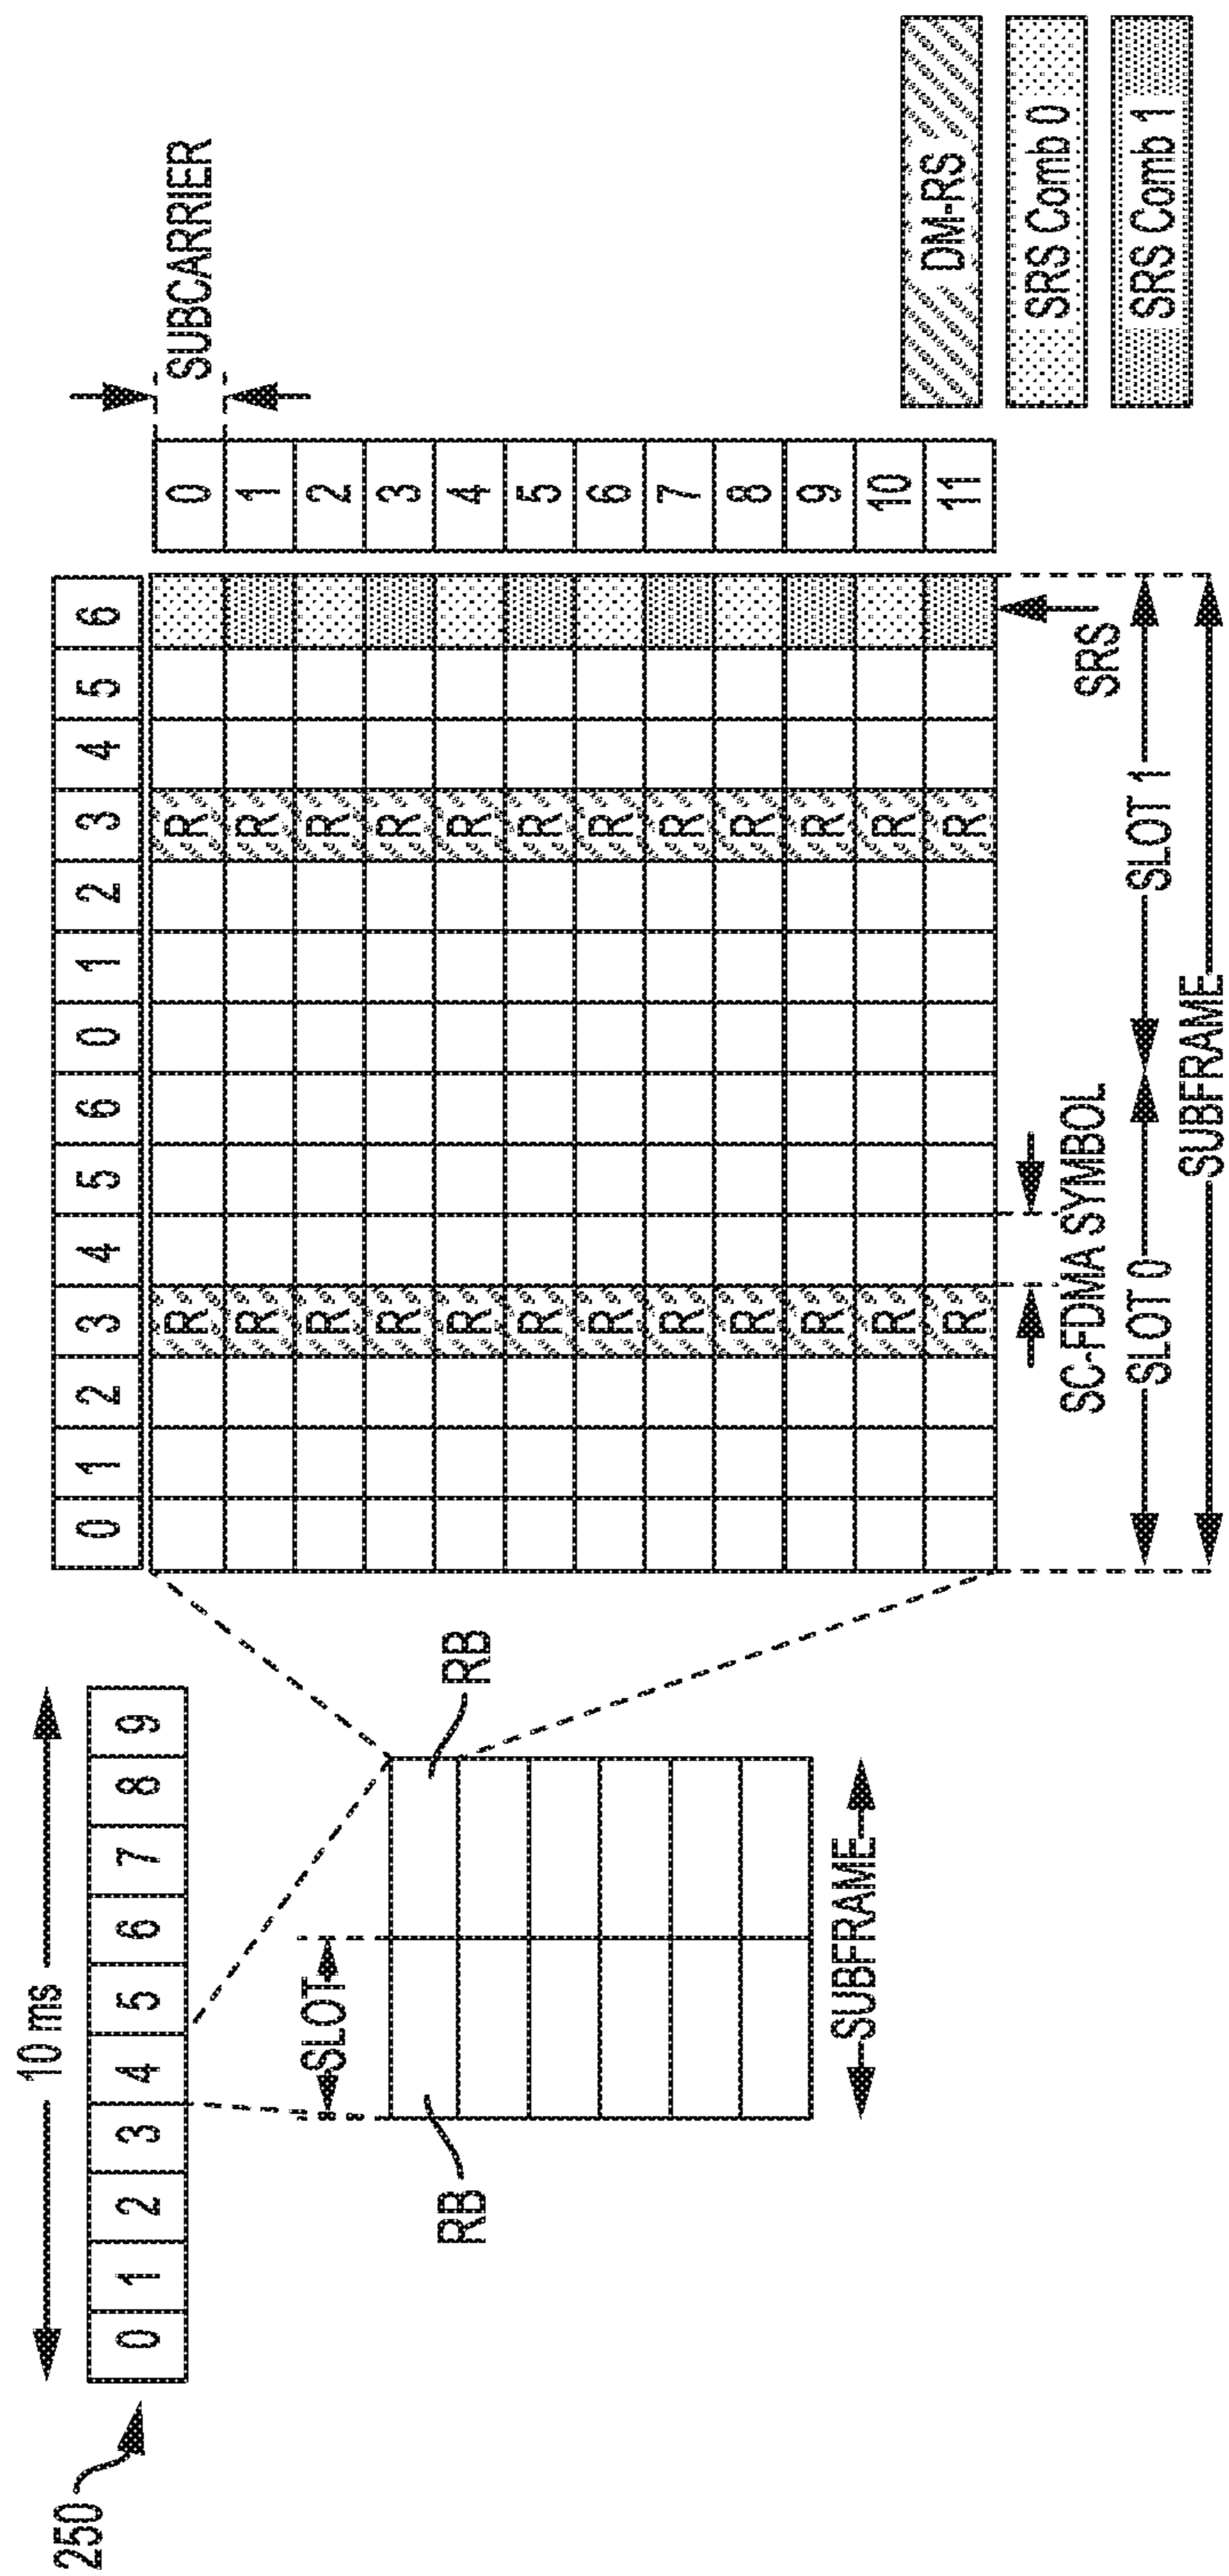 250
10 ms
0 1 2 3 4 5 6 7 8 9
SLOT
RB
RB
SUBFRAME
0 1 2 3 4 5 6 0 1 2 3 4 5 6
R R
R R
R R
R R
R R
R R
R R
R R
R R
R R
R R
R R
SUBCARRIER
0
1
2
3
4
5
6
7
8
9
10
11
SC-FDMA SYMBOL
SRS
SLOT 0
SLOT 1
SUBFRAME
DM-RS
SRS Comb 0
SRS Comb 1